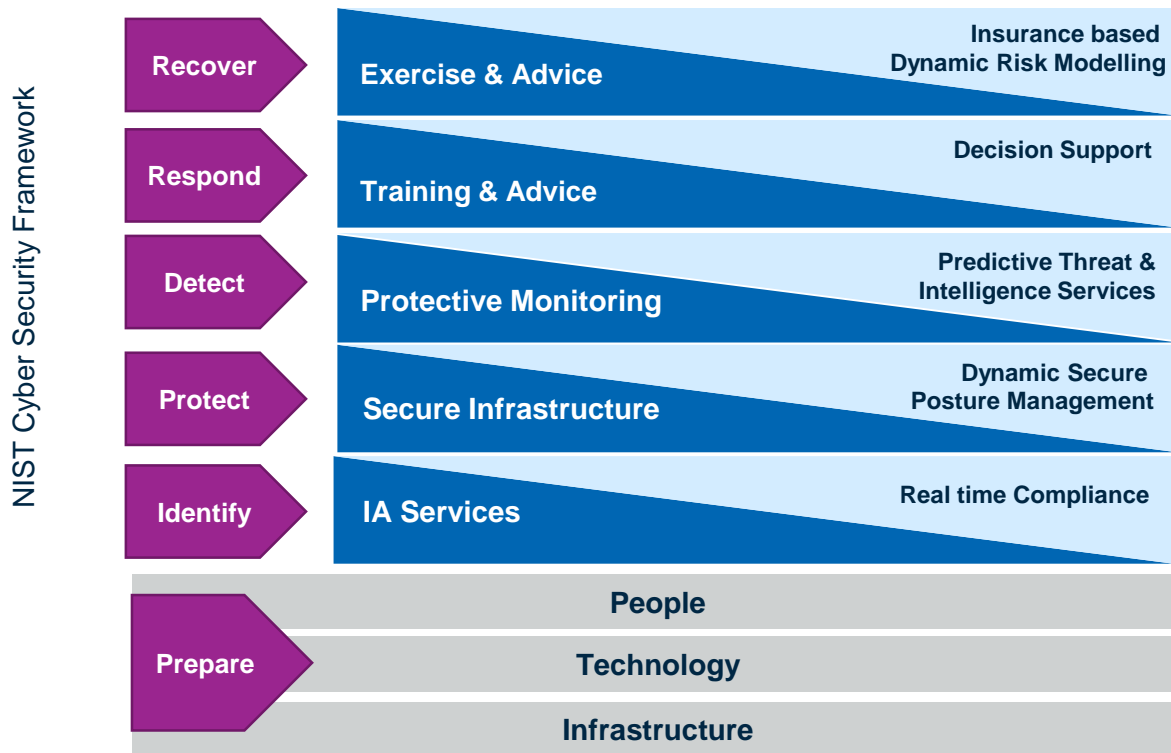 NIST Cyber Security Framework
Recover
Exercise & Advice
Insurance based
Dynamic Risk Modelling
Respond
Training & Advice
Decision Support
Detect
Protective Monitoring
Predictive Threat &
Intelligence Services
Protect
Secure Infrastructure
Dynamic Secure
Posture Management
Identify
IA Services
Real time Compliance
Prepare
People
Technology
Infrastructure